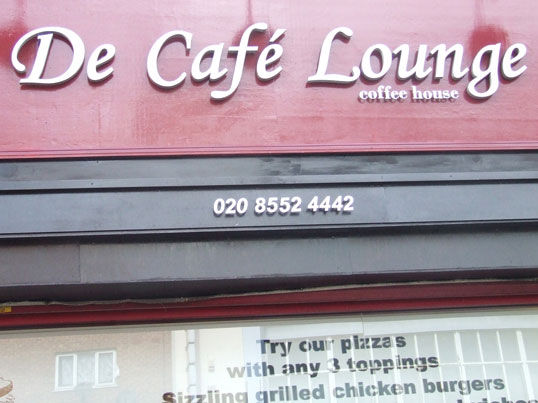 De Café Lounge
coffee house
020 8552 4442
Try our pizzas
with any 3 toppings
Sizzling grilled chicken burgers